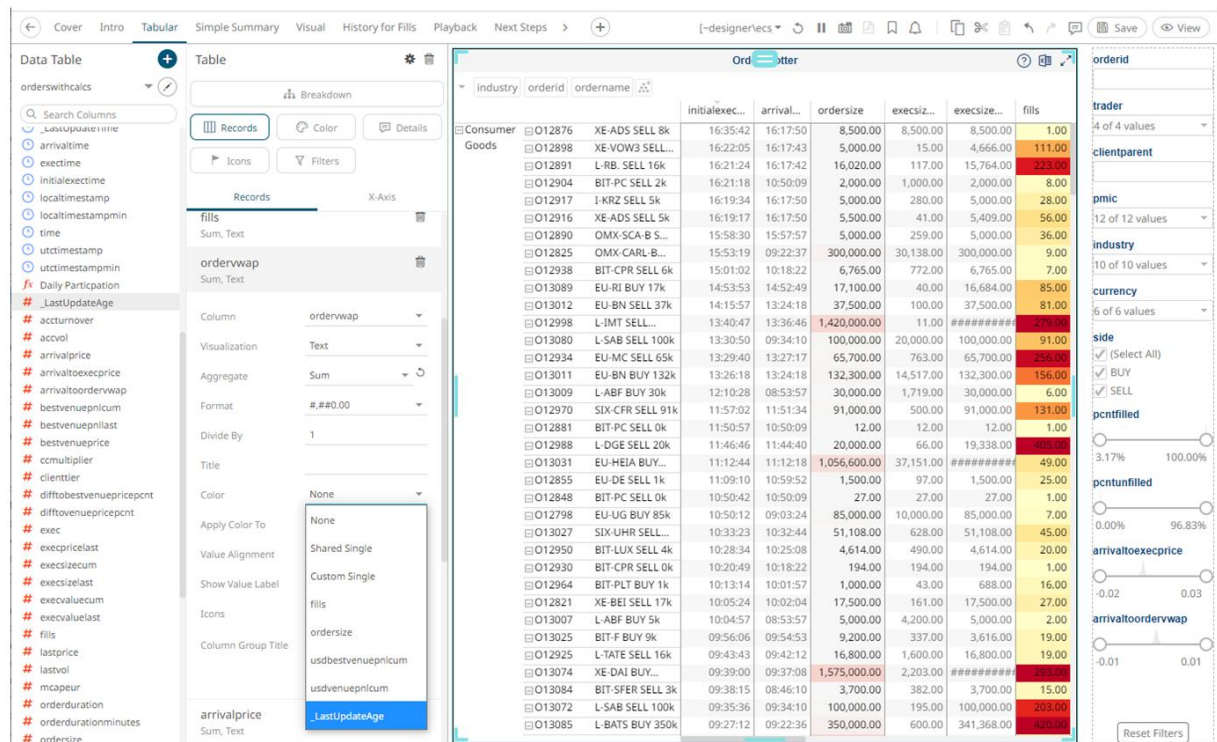 Cover Intro Tabular Simple Summary Visual History for Fills Playback Next Steps [~designer\ecs Save View
Data Table
orderswithcalcs
Search Columns
_LastUpdateTime
arrivaltime
exectime
initialexectime
localtimestamp
localtimestampmin
time
utctimestamp
utctimestampmin
fx Daily Particpation
# _LastUpdateAge
# accturnover
# accvol
# arrivalprice
# arrivaltoexecprice
# arrivaltoordervwap
# bestvenuepnlcum
# bestvenuepnllast
# bestvenueprice
# ccmultiplier
# clienttier
# difftobestvenuepricepcnt
# difftovenuepricepcnt
# exec
# execpricelast
# execsizecum
# execsizelast
# execvaluecum
# execvaluelast
# fills
# lastprice
# lastvol
# mcapeur
# orderduration
# orderdurationminutes
# ordersize
Table
Breakdown
Records Color Details
Icons Filters
Records X-Axis
fills
Sum, Text
ordervwap
Sum, Text
Column ordervwap
Visualization Text
Aggregate Sum
Format #,##0.00
Divide By 1
Title
Color None
None
Shared Single
Custom Single
fills
ordersize
usdbestvenuepnlcum
usdvenuepnlcum
_LastUpdateAge
Apply Color To
Value Alignment
Show Value Label
Icons
Column Group Title
arrivalprice
Sum, Text
Ord otter
industry orderid ordername
initialexec... arrival... ordersize execsiz... execsiz... fills
Consumer Goods
O12876 XE-ADS SELL 8k 16:35:42 16:17:50 8,500.00 8,500.00 8,500.00 1.00
O12898 XE-VOW3 SELL... 16:22:05 16:17:43 5,000.00 15.00 4,666.00 111.00
O12891 L-RB. SELL 16k 16:21:24 16:17:42 16,020.00 117.00 15,764.00 223.00
O12904 BIT-PC SELL 2k 16:21:18 10:50:09 2,000.00 1,000.00 2,000.00 8.00
O12917 I-KRZ SELL 5k 16:19:34 16:17:50 5,000.00 280.00 5,000.00 28.00
O12916 XE-ADS SELL 5k 16:19:17 16:17:50 5,500.00 41.00 5,409.00 56.00
O12890 OMX-SCA-B S... 15:58:30 15:57:57 5,000.00 259.00 5,000.00 36.00
O12825 OMX-CARL-B... 15:53:19 09:22:37 300,000.00 30,138.00 300,000.00 9.00
O12938 BIT-CPR SELL 6k 15:01:02 10:18:22 6,765.00 772.00 6,765.00 7.00
O13089 EU-RI BUY 17k 14:53:53 14:52:49 17,100.00 40.00 16,684.00 85.00
O13012 EU-BN SELL 37k 14:15:57 13:24:18 37,500.00 100.00 37,500.00 81.00
O12998 L-IMT SELL... 13:40:47 13:36:46 1,420,000.00 11.00 ########## 279.00
O13080 L-SAB SELL 100k 13:30:50 09:34:10 100,000.00 20,000.00 100,000.00 91.00
O12934 EU-MC SELL 65k 13:29:40 13:27:17 65,700.00 763.00 65,700.00 256.00
O13011 EU-BN BUY 132k 13:26:18 13:24:18 132,300.00 14,517.00 132,300.00 156.00
O13009 L-ABF BUY 30k 12:10:28 08:53:57 30,000.00 1,719.00 30,000.00 6.00
O12970 SIX-CFR SELL 91k 11:57:02 11:51:34 91,000.00 500.00 91,000.00 131.00
O12881 BIT-PC SELL 0k 11:50:57 10:50:09 12.00 12.00 12.00 1.00
O12988 L-DGE SELL 20k 11:46:46 11:44:40 20,000.00 66.00 19,338.00 405.00
O13031 EU-HEIA BUY... 11:12:44 11:12:18 1,056,600.00 37,151.00 ########## 49.00
O12855 EU-DE SELL 1k 11:09:10 10:59:52 1,500.00 97.00 1,500.00 25.00
O12848 BIT-PC SELL 0k 10:50:42 10:50:09 27.00 27.00 27.00 1.00
O12798 EU-UG BUY 85k 10:50:12 09:03:24 85,000.00 10,000.00 85,000.00 7.00
O13027 SIX-UHR SELL... 10:33:23 10:32:44 51,108.00 628.00 51,108.00 45.00
O12950 BIT-LUX SELL 4k 10:28:34 10:25:08 4,614.00 490.00 4,614.00 20.00
O12930 BIT-CPR SELL 0k 10:20:49 10:18:22 194.00 194.00 194.00 1.00
O12964 BIT-PLT BUY 1k 10:13:14 10:01:57 1,000.00 43.00 688.00 16.00
O12821 XE-BEI SELL 17k 10:05:24 10:02:04 17,500.00 161.00 17,500.00 27.00
O13007 L-ABF BUY 5k 10:04:57 08:53:57 5,000.00 4,200.00 5,000.00 2.00
O13025 BIT-F BUY 9k 09:56:06 09:54:53 9,200.00 337.00 3,616.00 19.00
O12925 L-TATE SELL 16k 09:43:43 09:42:12 16,800.00 1,600.00 16,800.00 19.00
O13074 XE-DAI BUY... 09:39:00 09:37:08 1,575,000.00 2,203.00 ########## 293.00
O13084 BIT-SFER SELL 3k 09:38:15 08:46:10 3,700.00 382.00 3,700.00 15.00
O13072 L-SAB SELL 100k 09:35:36 09:34:10 100,000.00 195.00 100,000.00 203.00
O13085 L-BATS BUY 350k 09:27:12 09:22:36 350,000.00 600.00 341,368.00 420.00
orderid
trader
4 of 4 values
clientparent
pmic
12 of 12 values
industry
10 of 10 values
currency
6 of 6 values
side
(Select All)
BUY
SELL
pcntfilled
3.17% 100.00%
pcntunfilled
0.00% 96.83%
arrivaltoexecprice
-0.02 0.03
arrivaltoordervwap
-0.01 0.01
Reset Filters